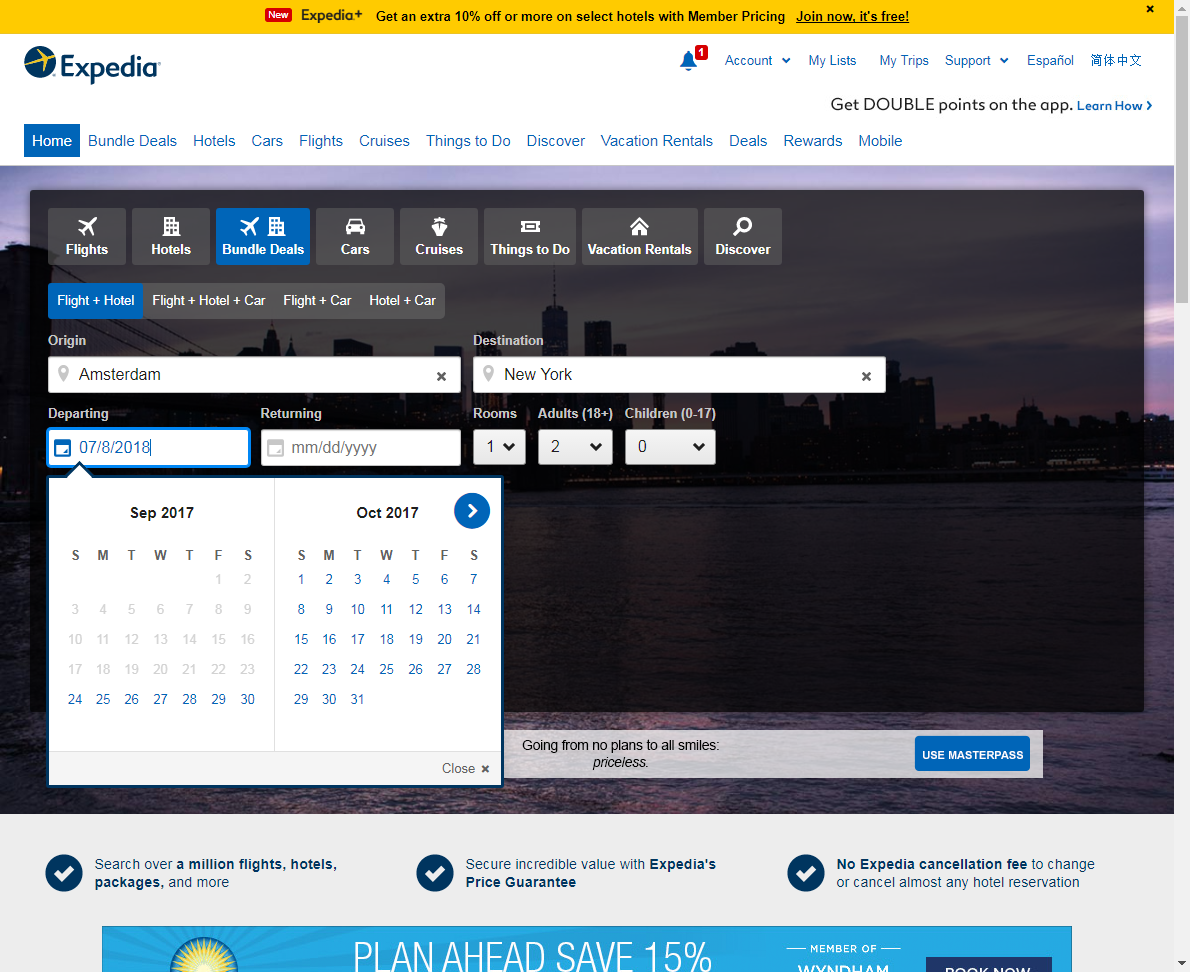 New Expedia+ Get an extra 10% off or more on select hotels with Member Pricing Join now, it's free!
Expedia
1 Account My Lists My Trips Support Español 简体中文
Get DOUBLE points on the app. Learn How
Home Bundle Deals Hotels Cars Flights Cruises Things to Do Discover Vacation Rentals Deals Rewards Mobile
Flights Hotels Bundle Deals Cars Cruises Things to Do Vacation Rentals Discover
Flight + Hotel Flight + Hotel + Car Flight + Car Hotel + Car
Origin Destination
Amsterdam New York
Departing Returning Rooms Adults (18+) Children (0-17)
07/8/2018 mm/dd/yyyy 1 2 0
Sep 2017 Oct 2017
S M T W T F S S M T W T F S
1 2 1 2 3 4 5 6 7
3 4 5 6 7 8 9 8 9 10 11 12 13 14
10 11 12 13 14 15 16 15 16 17 18 19 20 21
17 18 19 20 21 22 23 22 23 24 25 26 27 28
24 25 26 27 28 29 30 29 30 31
Going from no plans to all smiles:
priceless.
USE MASTERPASS
Close
Search over a million flights, hotels,
packages, and more
Secure incredible value with Expedia's
Price Guarantee
No Expedia cancellation fee to change
or cancel almost any hotel reservation
PLAN AHEAD SAVE 15%
MEMBER OF
WYNDHAM
BOOK NOW